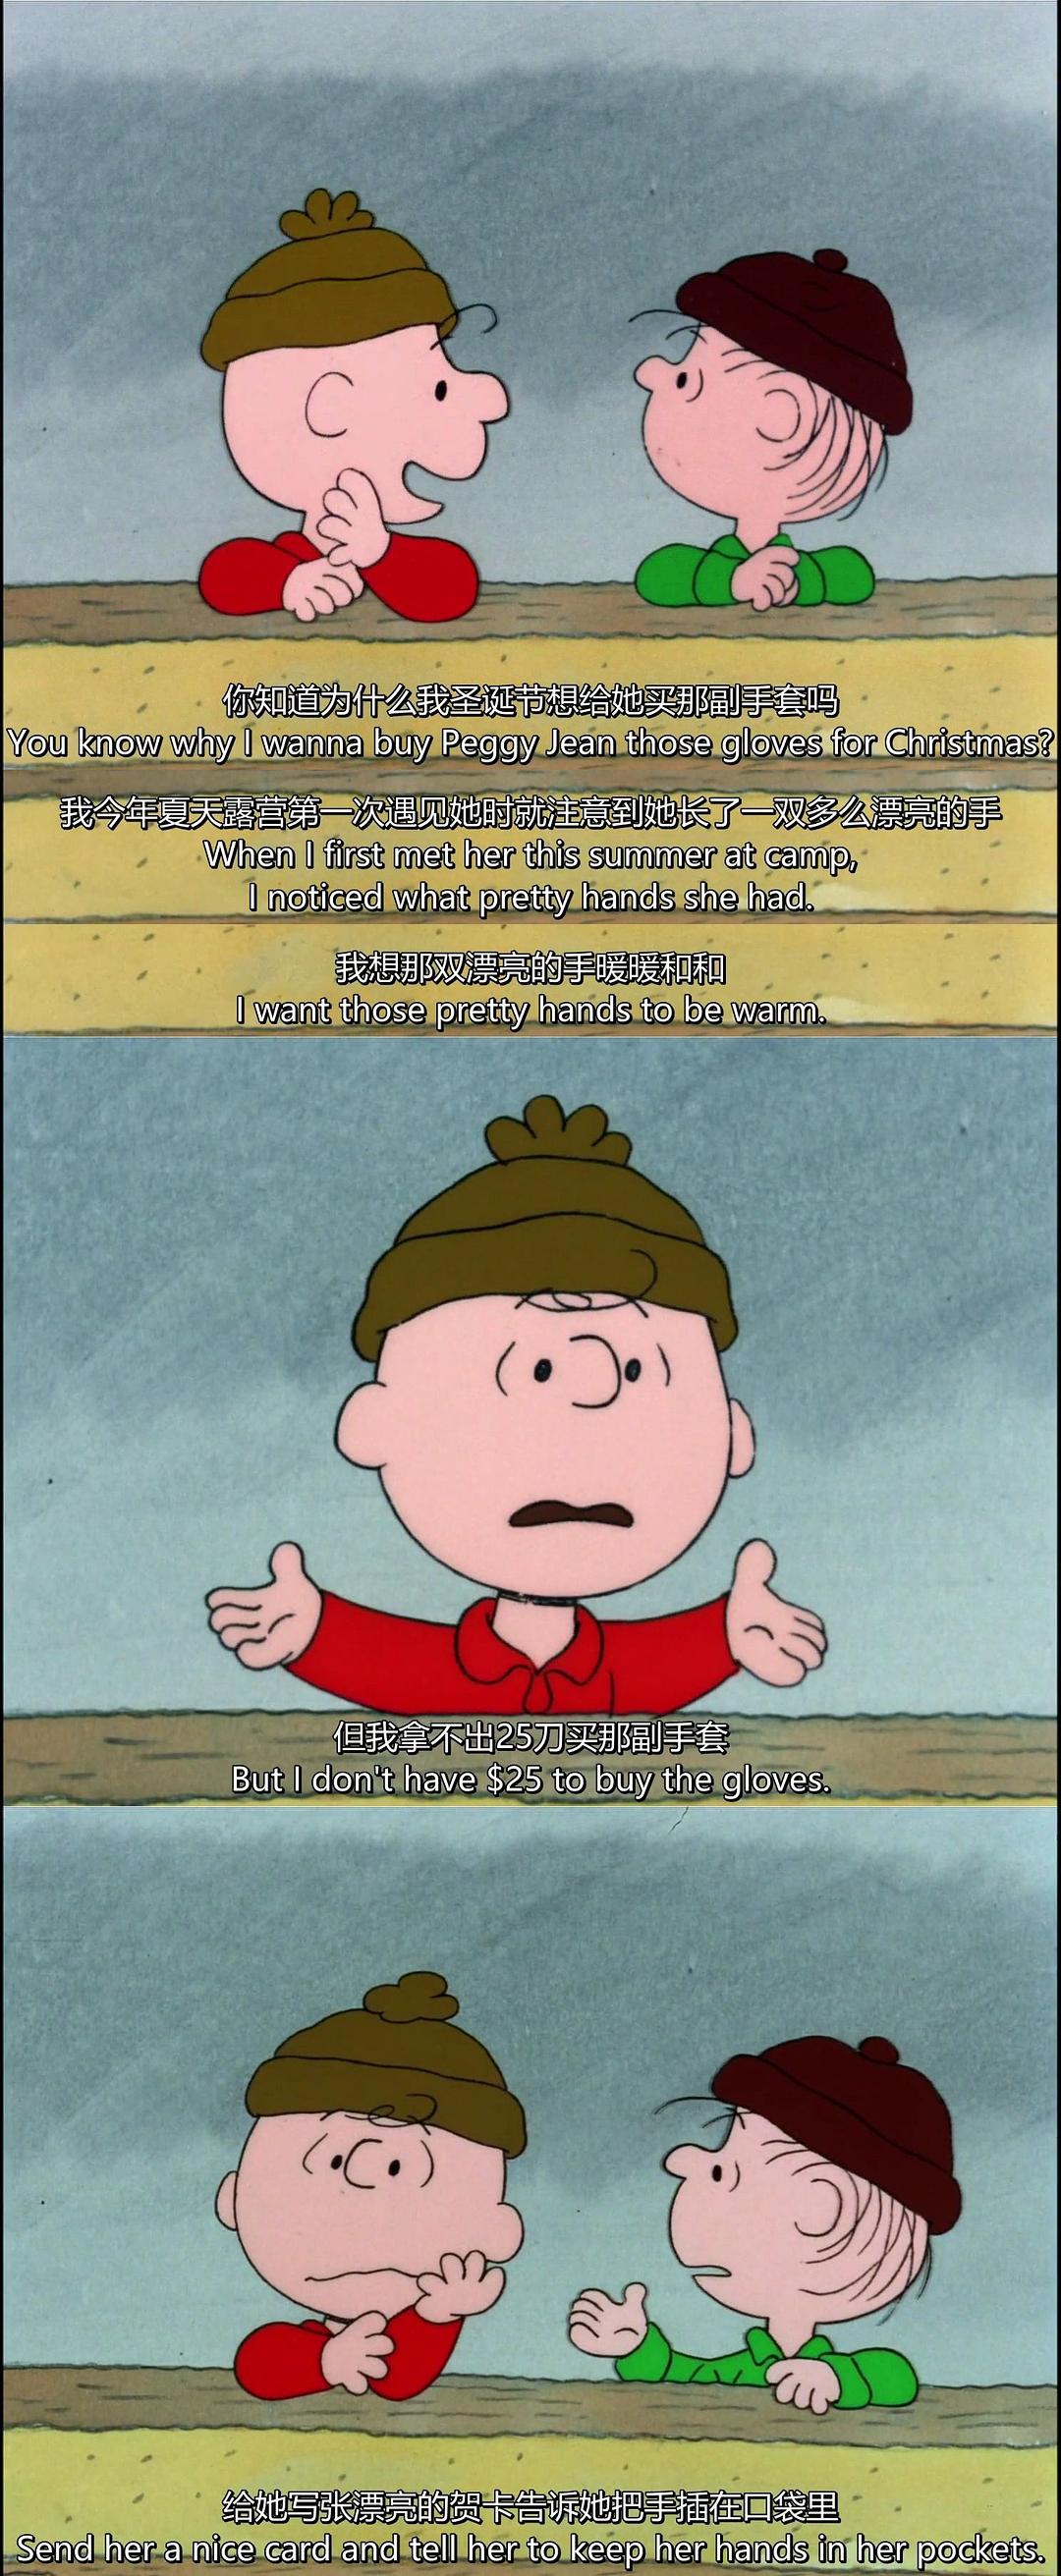 你知道为什么我圣诞节想给她买那副手套吗
You know why I wanna buy Peggy Jean those gloves for Christmas?
我今年夏天露营第一次遇见她时就注意到她长了一双多么漂亮的手
When I first met her this summer at camp,
I noticed what pretty hands she had.
我想那双漂亮的手暖暖和和
I want those pretty hands to be warm.
但我拿不出25刀买那副手套
But I don't have $25 to buy the gloves.
给她写张漂亮的贺卡告诉她把手插在口袋里
Send her a nice card and tell her to keep her hands in her pockets.